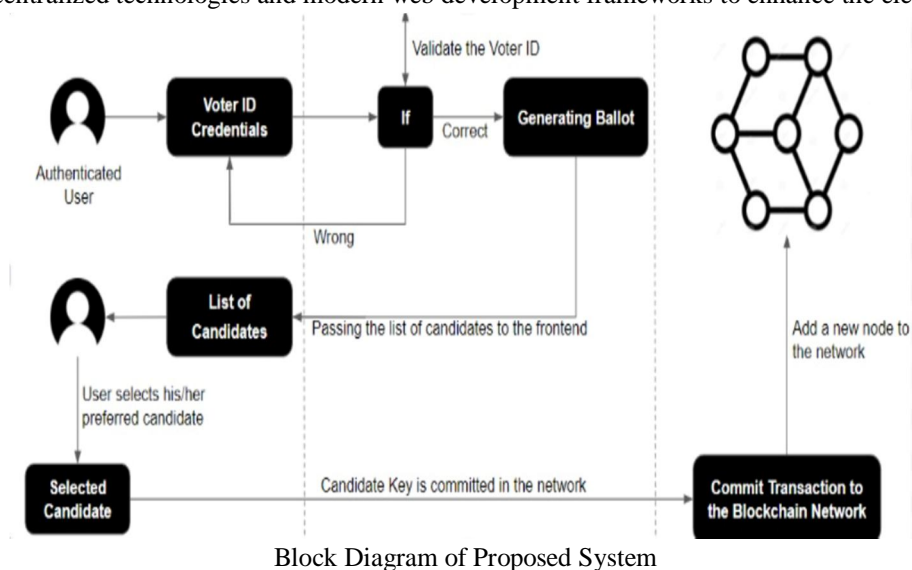 centralized technologies and modern web development frameworks to enhance the ele
Validate the Voter ID
Voter ID
Credentials
If
Correct
Generating Ballot
Authenticated
User
Wrong
List of
Candidates
Passing the list of candidates to the frontend
Add a new node to
the network
User selects his/her
preferred candidate
Selected
Candidate
Candidate Key is committed in the network
Commit Transaction to
the Blockchain Network
Block Diagram of Proposed System